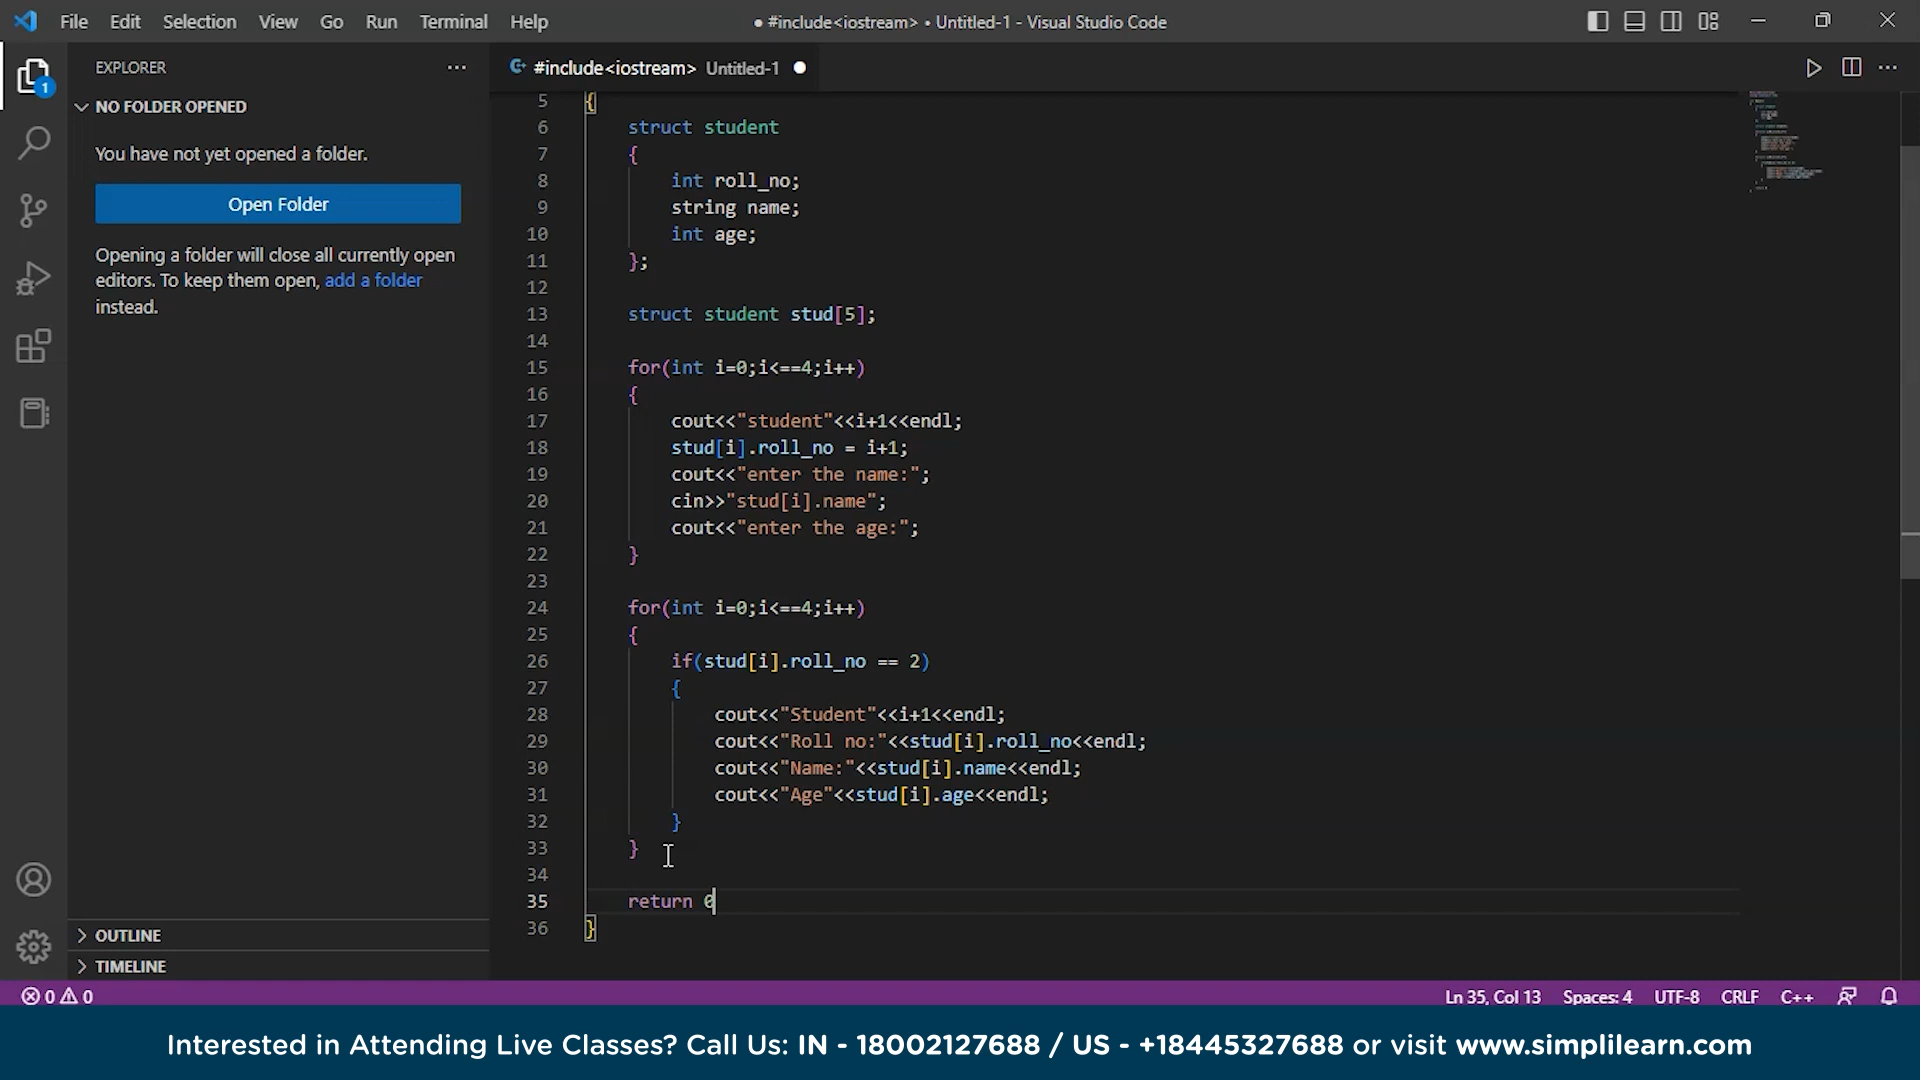 File Edit Selection View Go Run Terminal Help
● #include<iostream> • Untitled-1 - Visual Studio Code
EXPLORER
1
NO FOLDER OPENED
You have not yet opened a folder.
Open Folder
Opening a folder will close all currently open
editors. To keep them open, add a folder
instead.
OUTLINE
TIMELINE
#include<iostream> Untitled-1 ●
5 {
6 struct student
7 {
8 int roll_no;
9 string name;
10 int age;
11 };
12
13 struct student stud[5];
14
15 for(int i=0;i<==4;i++)
16 {
17 cout<<"student"<<i+1<<endl;
18 stud[i].roll_no = i+1;
19 cout<<"enter the name:";
20 cin>>"stud[i].name";
21 cout<<"enter the age:";
22 }
23
24 for(int i=0;i<==4;i++)
25 {
26 if(stud[i].roll_no == 2)
27 {
28 cout<<"Student"<<i+1<<endl;
29 cout<<"Roll no:"<<stud[i].roll_no<<endl;
30 cout<<"Name:"<<stud[i].name<<endl;
31 cout<<"Age"<<stud[i].age<<endl;
32 }
33 }
34
35 return 0
36 }
0 0
Ln 35, Col 13 Spaces: 4 UTF-8 CRLF C++
Interested in Attending Live Classes? Call Us: IN - 18002127688 / US - +18445327688 or visit www.simplilearn.com